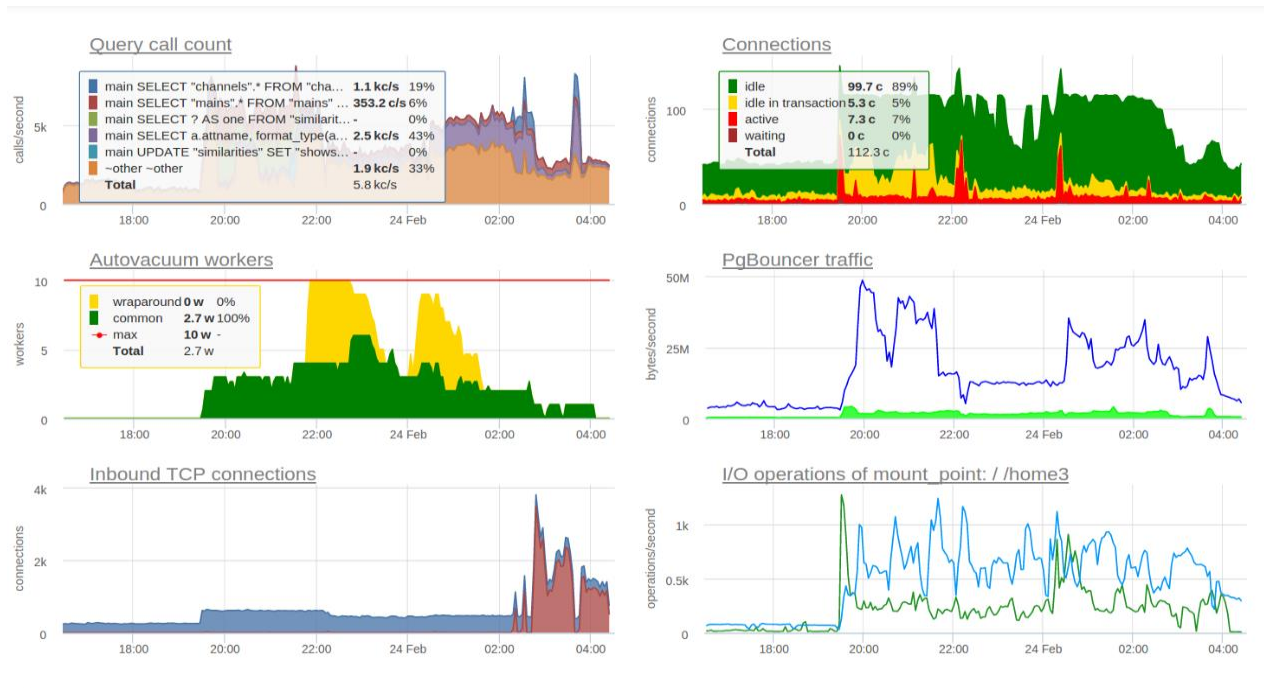 Query call count
calls/second
5k
0
main SELECT "channels".* FROM "cha... 1.1 kc/s 19%
main SELECT "mains".* FROM "mains" ... 353.2 c/s 6%
main SELECT ? AS one FROM "similarit... - 0%
main SELECT a.attname, format_type(a... 2.5 kc/s 43%
main UPDATE "similarities" SET "shows... - 0%
~other ~other 1.9 kc/s 33%
Total 5.8 kc/s
18:00 20:00 22:00 24 Feb 02:00 04:00
Connections
connections
100
0
idle 99.7 c 89%
idle in transaction 5.3 c 5%
active 7.3 c 7%
waiting 0 c 0%
Total 112.3 c
18:00 20:00 22:00 24 Feb 02:00 04:00
Autovacuum workers
workers
10
5
0
wraparound 0 w 0%
common 2.7 w 100%
max 10 w -
Total 2.7 w
18:00 20:00 22:00 24 Feb 02:00 04:00
PgBouncer traffic
bytes/second
50M
25M
0
18:00 20:00 22:00 24 Feb 02:00 04:00
Inbound TCP connections
connections
4k
2k
0
18:00 20:00 22:00 24 Feb 02:00 04:00
I/O operations of mount_point: / /home3
operations/second
1k
0.5k
0
18:00 20:00 22:00 24 Feb 02:00 04:00